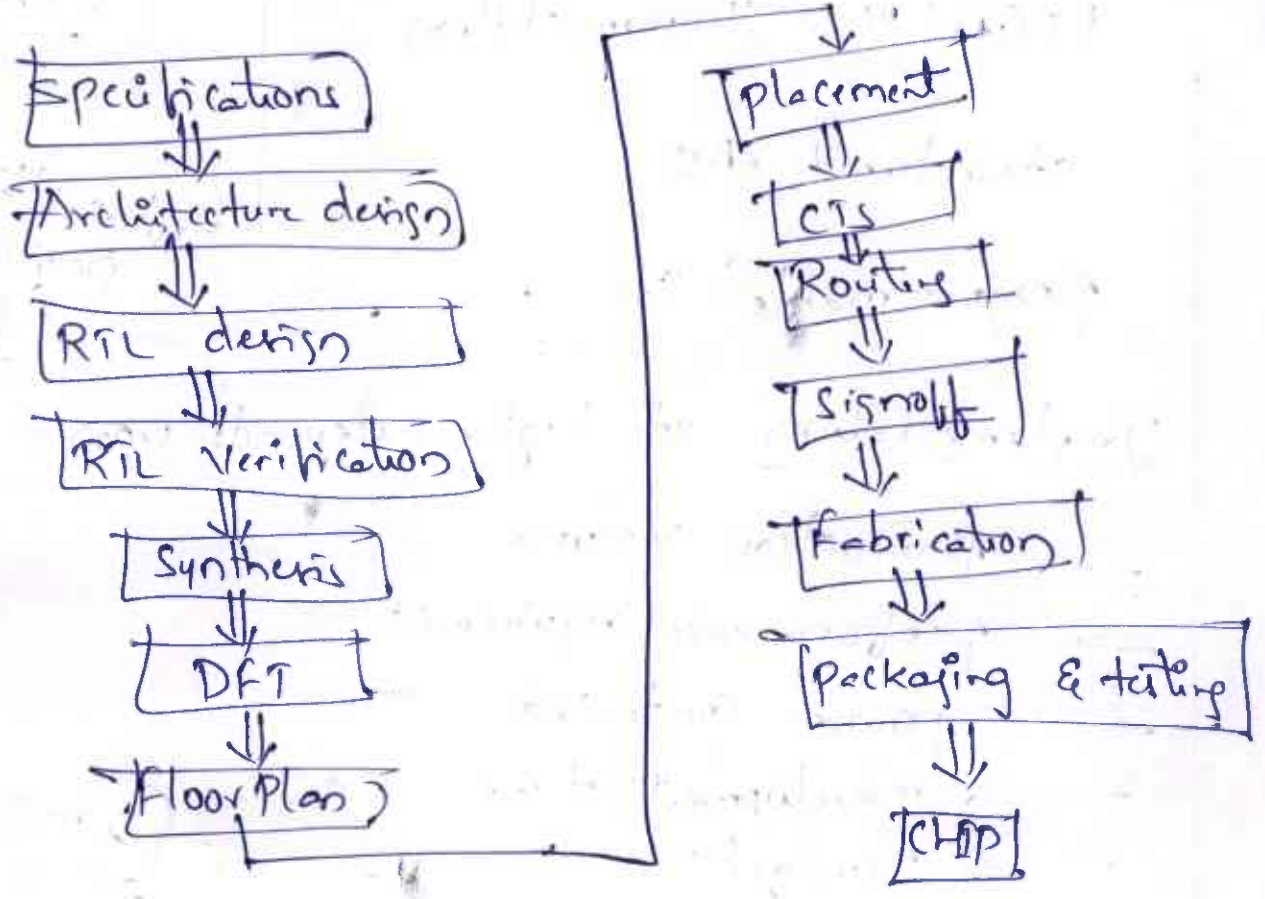 Specifications
Architecture design
RTL design
RTL Verification
Synthesis
DFT
Floor Plan
Placement
CTS
Routing
Signoff
Fabrication
Packaging & testing
CHIP